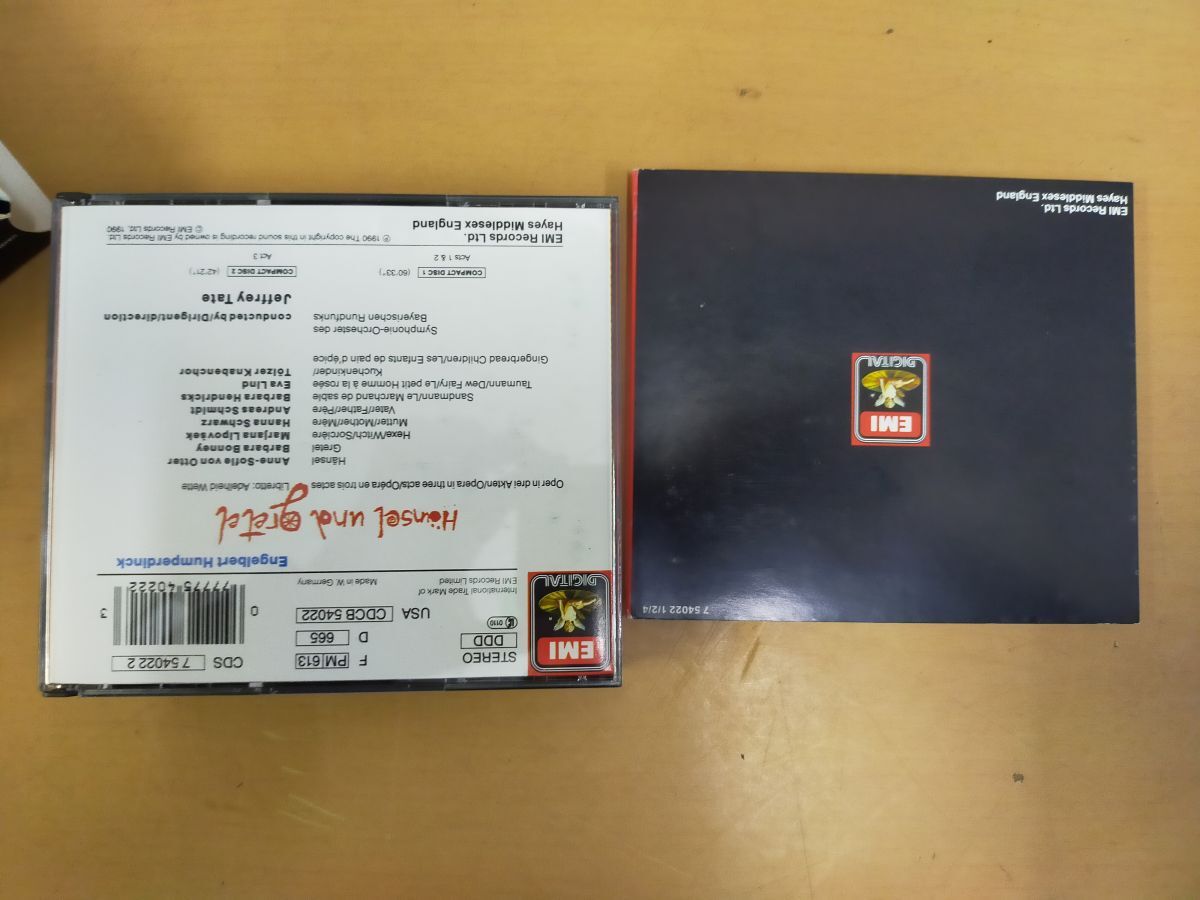 EMI
DIGITAL
STEREO
DDD
0110
International Trade Mark of
EMI Records Limited
F PM 613
D 665
USA CDCB 54022
Made in W. Germany
CDS 7 54022 2
0
77775 40222
3
Engelbert Humperdinck
Hänsel und Gretel
Oper in drei Akten/Opera in three acts/Opéra en trois actes
Libretto: Adelheid Wette
Hänsel Anne-Sofie von Otter
Gretel Barbara Bonney
Hexe/Witch/Sorcière Marjana Lipovšek
Mutter/Mother/Mère Hanna Schwarz
Vater/Father/Père Andreas Schmidt
Sandmann/Le Marchand de sable Barbara Hendricks
Taumann/Dew Fairy/Le petit Homme à la rosée Eva Lind
Kuchenkinder/ Tölzer Knabenchor
Gingerbread Children/Les Enfants de pain d'épice
Symphonie-Orchester des
Bayerischen Rundfunks
conducted by/Dirigent/direction
Jeffrey Tate
COMPACT DISC 1 (60'33")
Acts 1 & 2
COMPACT DISC 2 (42'21")
Act 3
EMI Records Ltd.
Hayes Middlesex England
℗ 1990 The copyright in this sound recording is owned by EMI Records Ltd.
© EMI Records Ltd. 1990
7 54022 1/2/4
EMI
DIGITAL
EMI Records Ltd.
Hayes Middlesex England